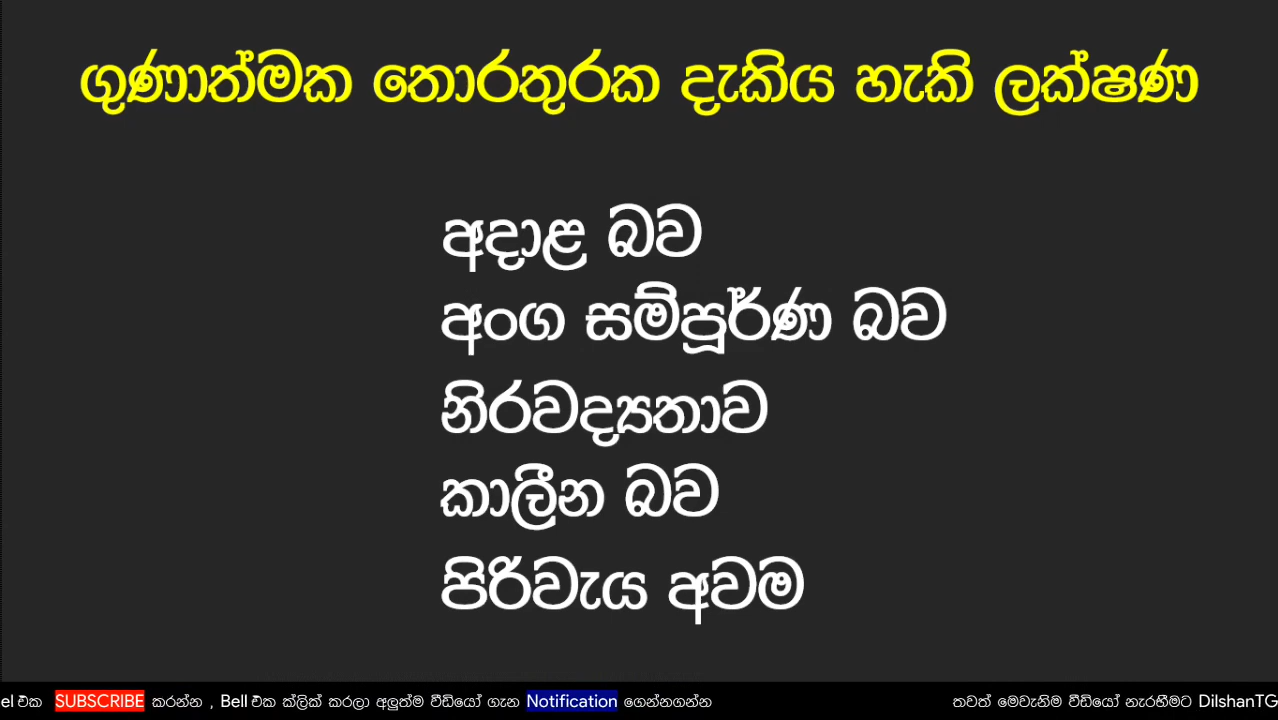 ගුණාත්මක තොරතුරක දැකිය හැකි ලක්ෂණ
අදාළ බව
අංග සම්පූර්ණ බව
නිරවද්‍යතාව
කාලීන බව
පිරිවැය අවම
el එක SUBSCRIBE කරන්න , Bell එක ක්ලික් කරලා අලුත්ම වීඩියෝ ගැන Notification ගෙන්නගන්න තවත් මෙවැනිම වීඩියෝ නැරඹීමට DilshanTG